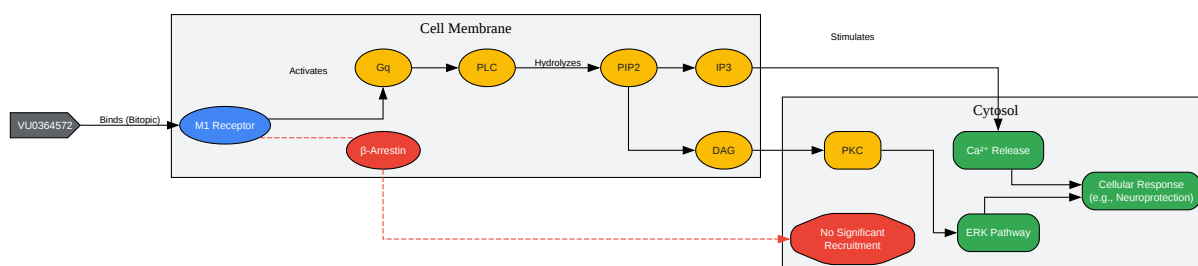 Cell Membrane
Stimulates
Activates
Gq
PLC
Hydrolyzes
PIP2
IP3
Cytosol
VU0364572
Binds (Bitopic)
M1 Receptor
β-Arrestin
DAG
PKC
Ca²⁺ Release
Cellular Response
(e.g., Neuroprotection)
No Significant
Recruitment
ERK Pathway